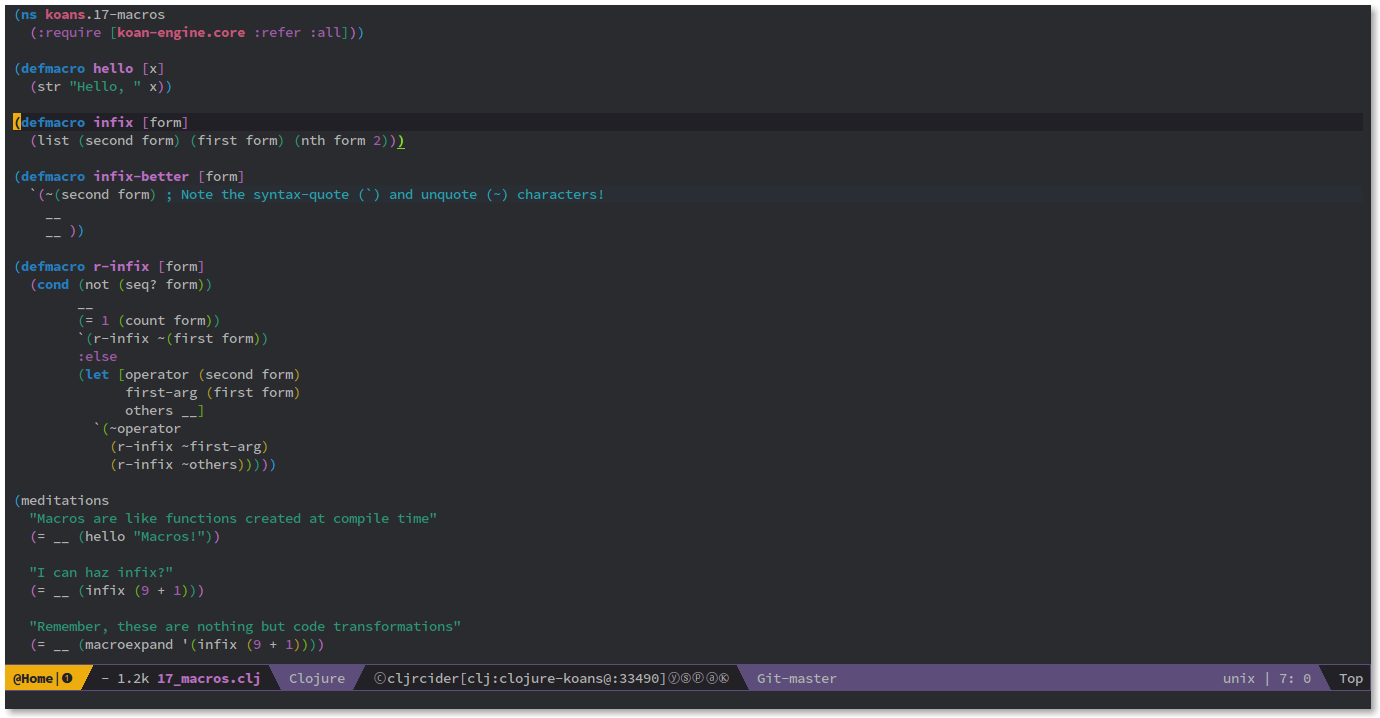 (ns koans.17-macros
  (:require [koan-engine.core :refer :all]))

(defmacro hello [x]
  (str "Hello, " x))

(defmacro infix [form]
  (list (second form) (first form) (nth form 2)))

(defmacro infix-better [form]
  `(~(second form) ; Note the syntax-quote (`) and unquote (~) characters!
    __
    __ ))

(defmacro r-infix [form]
  (cond (not (seq? form))
        __
        (= 1 (count form))
        `(r-infix ~(first form))
        :else
        (let [operator (second form)
              first-arg (first form)
              others __]
          `(~operator
            (r-infix ~first-arg)
            (r-infix ~others)))))

(meditations
  "Macros are like functions created at compile time"
  (= __ (hello "Macros!"))

  "I can haz infix?"
  (= __ (infix (9 + 1)))

  "Remember, these are nothing but code transformations"
  (= __ (macroexpand '(infix (9 + 1))))
@Home|❶ - 1.2k 17_macros.clj Clojure ⓒcljrcider[clj:clojure-koans@:33490]ⓨⓢⓟⓐⓀ Git-master unix | 7: 0 Top